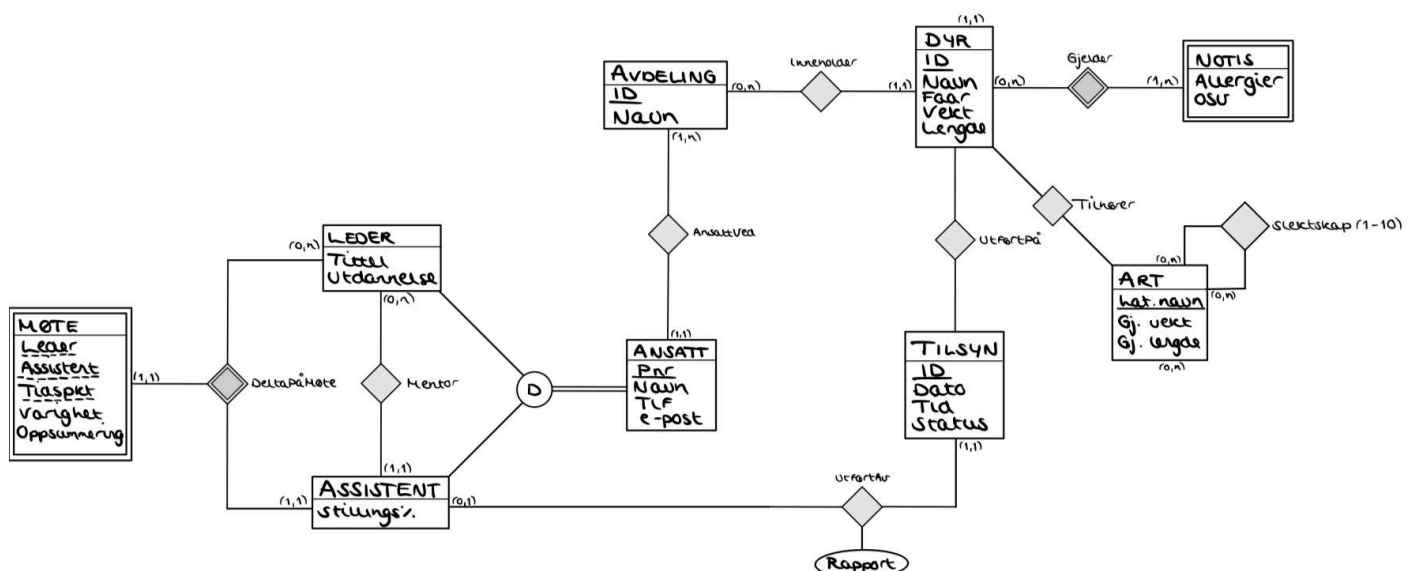 (1,1)
DYR
ID
Navn
Faar
Vekt
Lengde
AVDELING
ID
Navn
(0,n)
Inneholder
(1,1)
(0,n)
Gjelder
(1,n)
NOTIS
Allergier
osv
(1,n)
AnsattVed
(1,1)
UtførtPå
Tilhører
Slektskap (1-10)
(0,n)
(0,n)
ART
Lat. navn
Gj. vekt
Gj. lengde
(0,n)
(0,n)
LEDER
Tittel
Utdannelse
(0,n)
MØTE
Leder
Assistent
Tidspkt
Varighet
Oppsummering
(1,1)
DeltaPåMøte
Mentor
D
ANSATT
Pnr
Navn
TLF
e-post
TILSYN
ID
Dato
Tid
Status
(1,1)
(1,1)
(1,1)
ASSISTENT
Stillings%
(0,1)
UtførtAv
Rapport